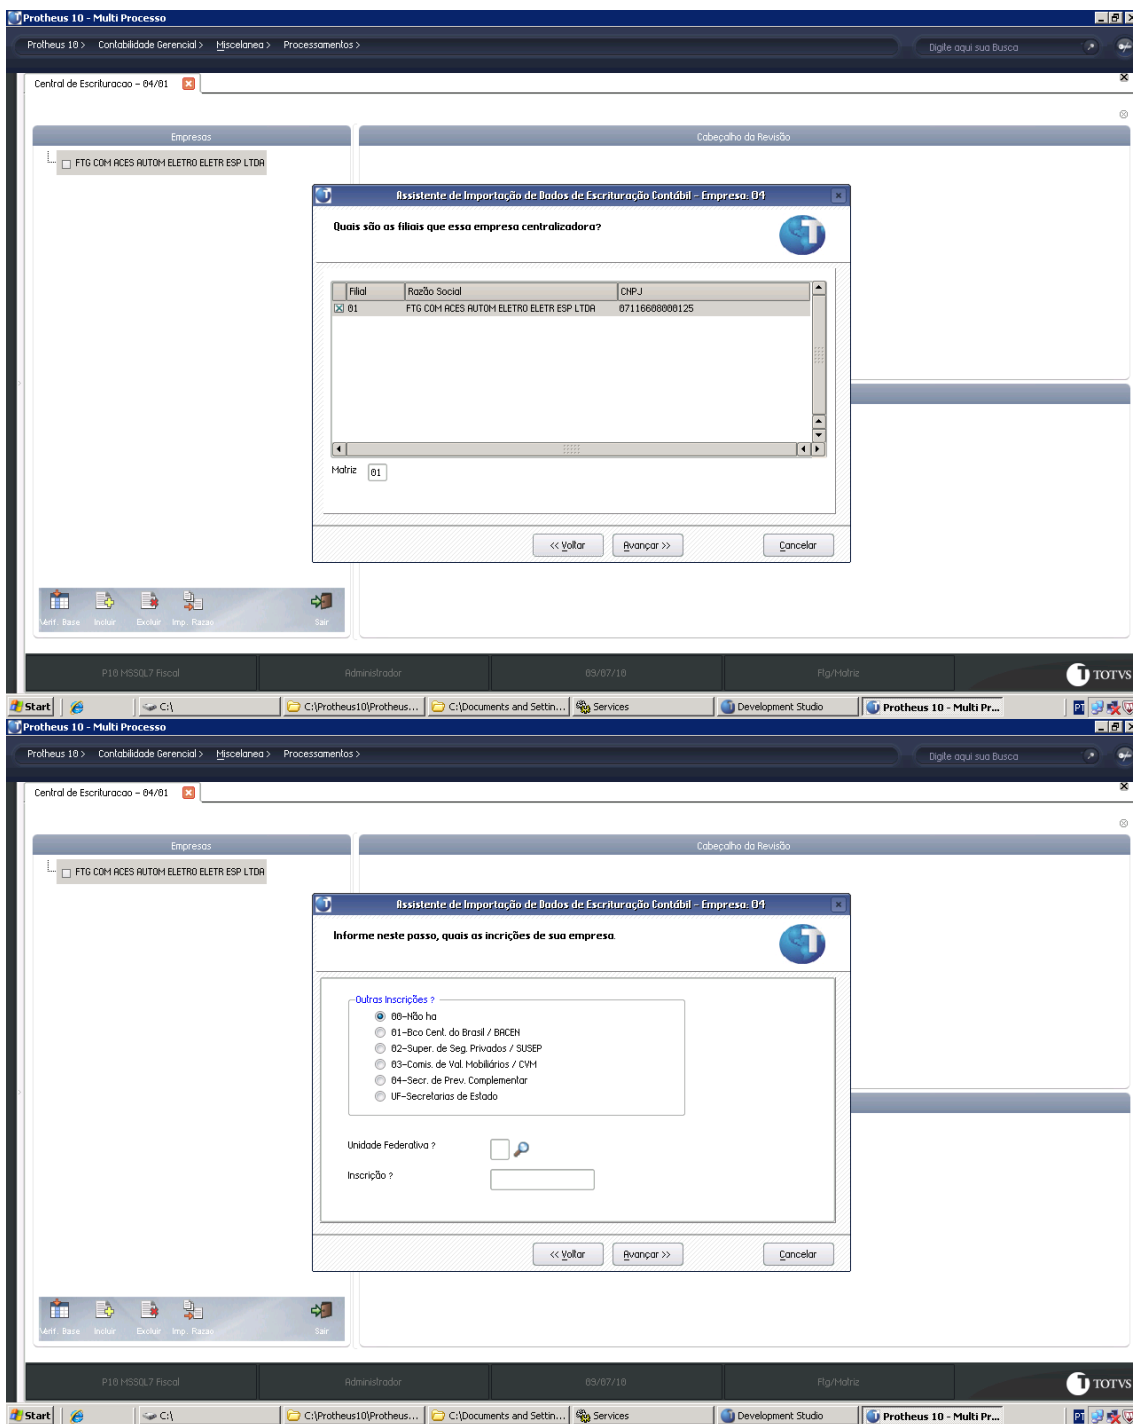 Protheus 10 - Multi Processo
Protheus 10 > Contabilidade Gerencial > Miscelanea > Processamentos >
Digite aqui sua Busca
Central de Escrituracao - 04/01
Empresas
Cabeçalho da Revisão
FTG COM ACES AUTOM ELETRO ELETR ESP LTDA
Assistente de Importação de Dados de Escrituração Contábil - Empresa: 04
Quais são as filiais que essa empresa centralizadora?
Filial Razão Social CNPJ
01 FTG COM ACES AUTOM ELETRO ELETR ESP LTDA 07116608000125
Matriz 01
<< Voltar Avançar >> Cancelar
Verif. Base Incluir Excluir Imp. Razao Sair
P10 MSSQL7 Fiscal Administrador 09/07/10 Ftg/Matriz TOTVS
Start C:\ C:\Protheus10\Protheus... C:\Documents and Settin... Services Development Studio Protheus 10 - Multi Pr... PT
Protheus 10 - Multi Processo
Protheus 10 > Contabilidade Gerencial > Miscelanea > Processamentos >
Digite aqui sua Busca
Central de Escrituracao - 04/01
Empresas
Cabeçalho da Revisão
FTG COM ACES AUTOM ELETRO ELETR ESP LTDA
Assistente de Importação de Dados de Escrituração Contábil - Empresa: 04
Informe neste passo, quais as incrições de sua empresa.
Outras Inscrições ?
00-Não ha
01-Bco Cent. do Brasil / BACEN
02-Super. de Seg. Privados / SUSEP
03-Comis. de Val. Mobiliários / CVM
04-Secr. de Prev. Complementar
UF-Secretarias de Estado
Unidade Federativa ?
Inscrição ?
<< Voltar Avançar >> Cancelar
Verif. Base Incluir Excluir Imp. Razao Sair
P10 MSSQL7 Fiscal Administrador 09/07/10 Ftg/Matriz TOTVS
Start C:\ C:\Protheus10\Protheus... C:\Documents and Settin... Services Development Studio Protheus 10 - Multi Pr... PT